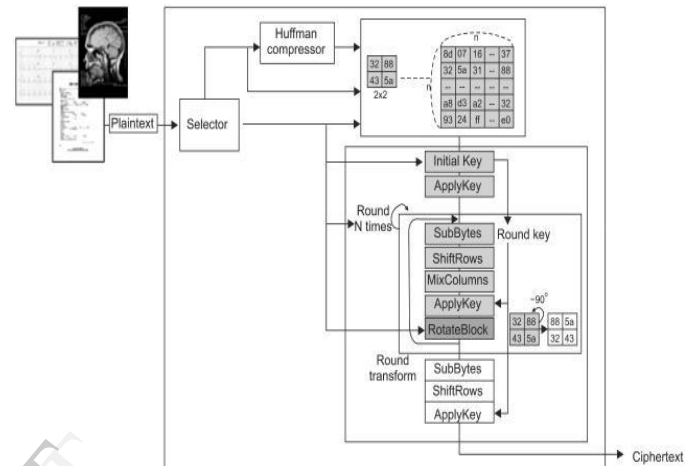 Huffman
compressor
Plaintext
Selector
32 88
43 5a
2x2
n
n
8d 07 16 -- 37
32 5a 31 -- 88
-- -- -- -- --
a8 d3 a2 -- 32
93 24 ff -- e0
Initial Key
ApplyKey
Round
N times
SubBytes
Round key
ShiftRows
MixColumns
ApplyKey
RotateBlock
~90°
32 88
43 5a
88 5a
32 43
Round
transform
SubBytes
ShiftRows
ApplyKey
Ciphertext